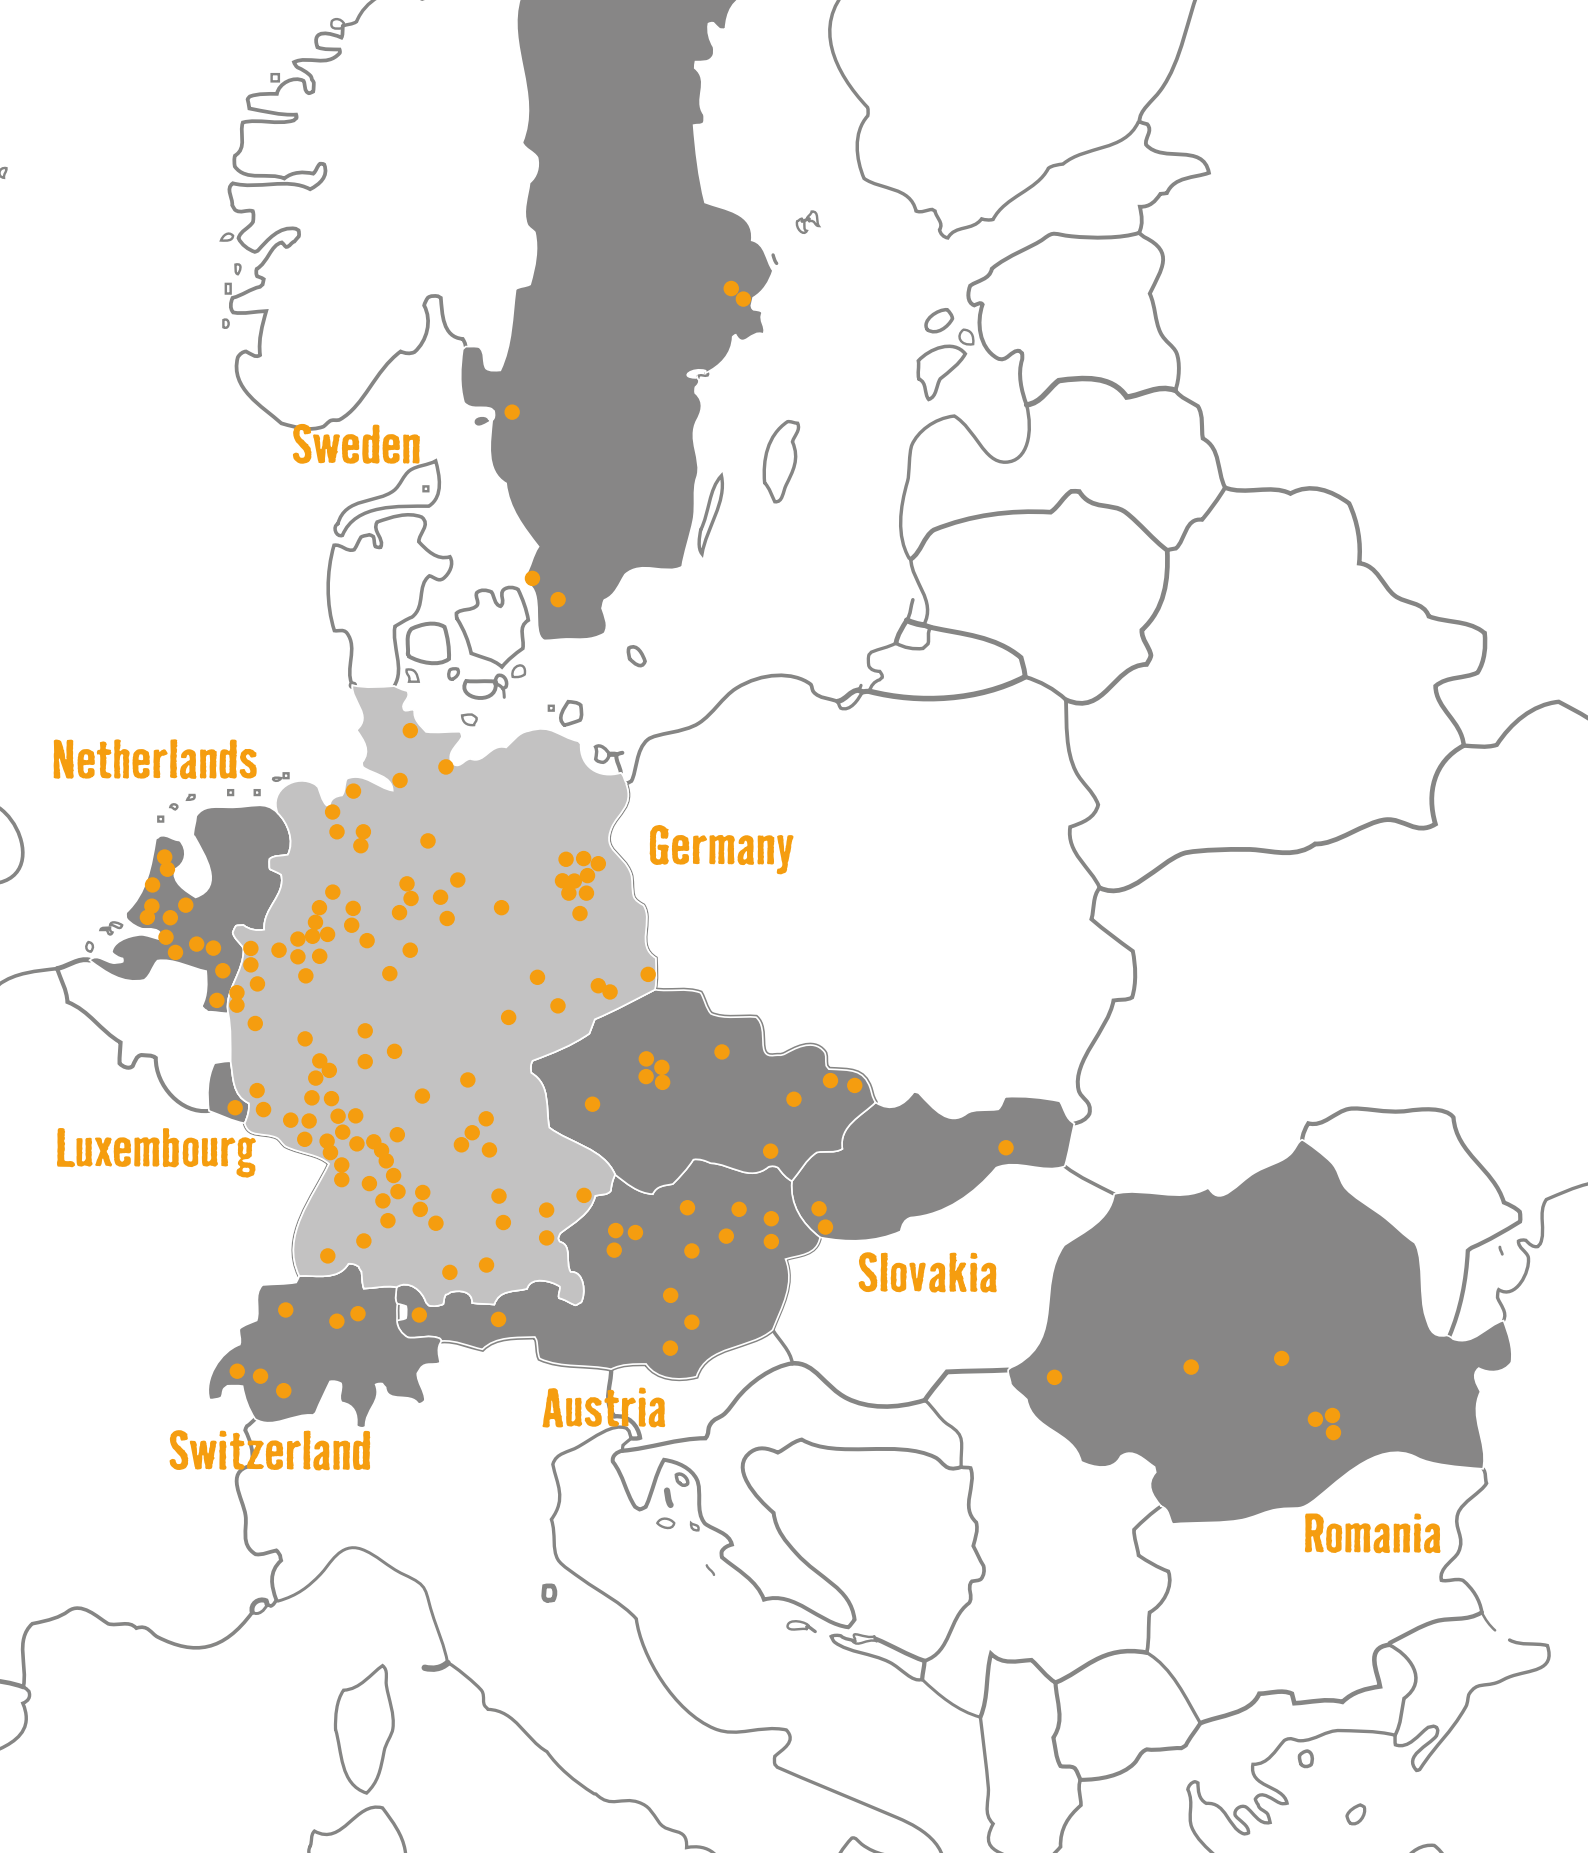 Sweden
Netherlands
Germany
Luxembourg
Slovakia
Austria
Switzerland
Romania